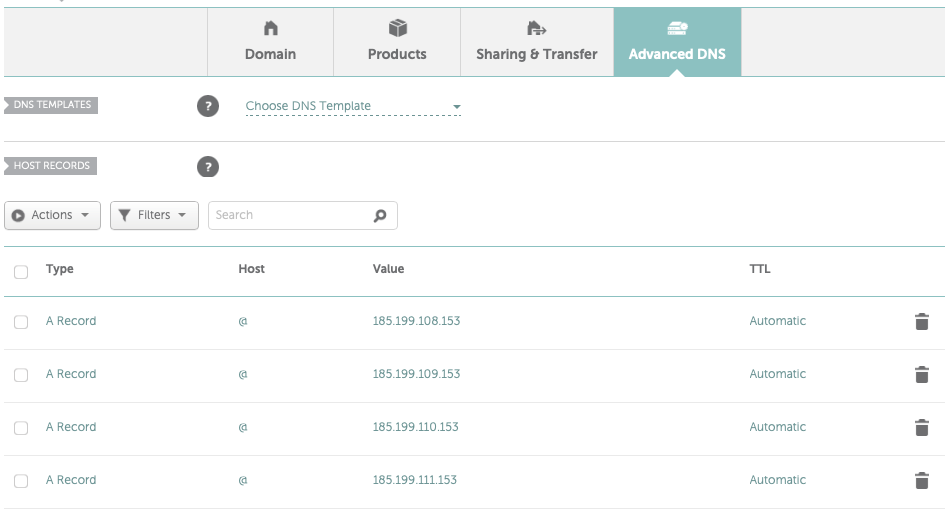 Domain
Products
Sharing & Transfer
Advanced DNS
DNS TEMPLATES
?
Choose DNS Template
HOST RECORDS
?
Actions
Filters
Search
Type Host Value TTL
A Record @ 185.199.108.153 Automatic
A Record @ 185.199.109.153 Automatic
A Record @ 185.199.110.153 Automatic
A Record @ 185.199.111.153 Automatic